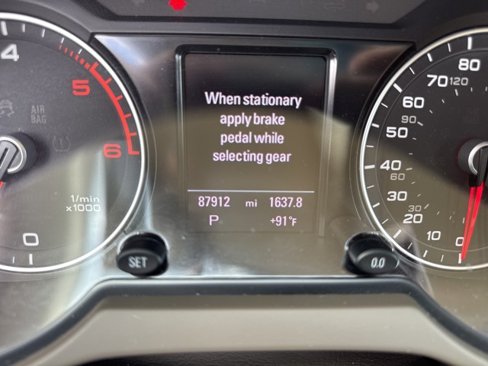 When stationary
apply brake
pedal while
selecting gear
87912 mi 1637.8
P +91°F
4
5
6
0
1/min
x1000
AIR
BAG
SET
0.0
80
70 120
60
90
50
40
60
30
20 30
10
0